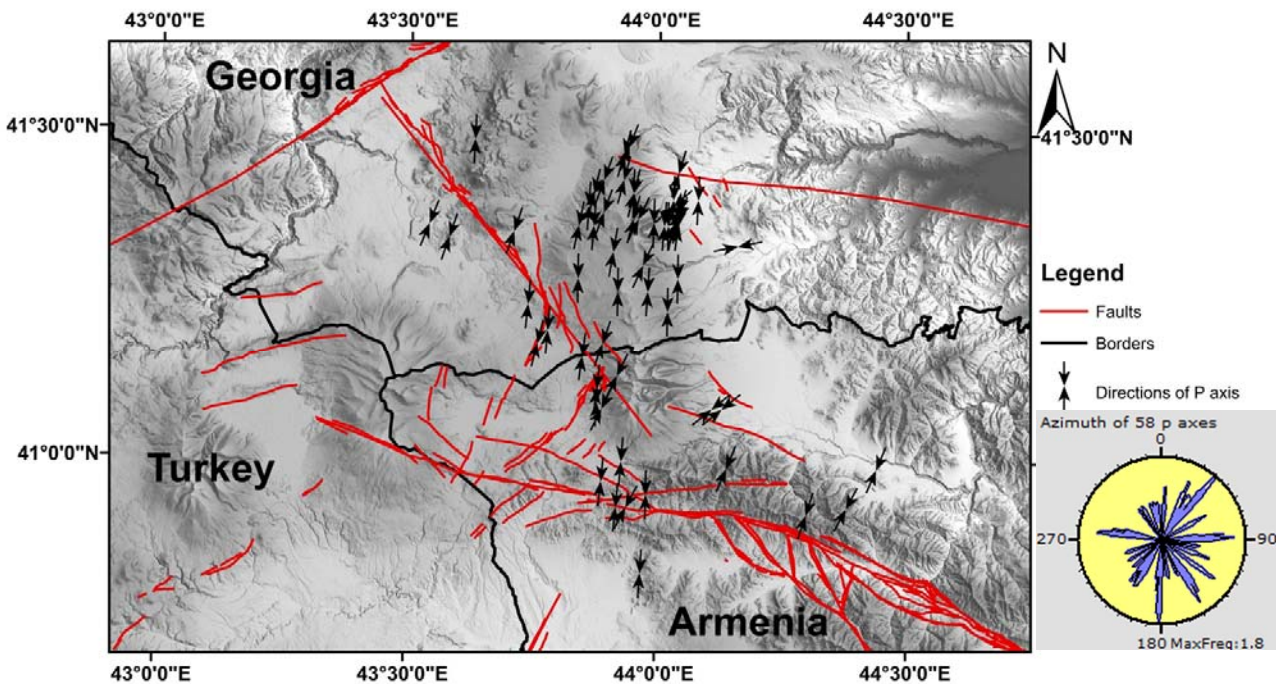 43°0'0"E 43°30'0"E 44°0'0"E 44°30'0"E
N
Georgia
41°30'0"N
41°30'0"N
Legend
Faults
Borders
Directions of P axis
Azimuth of 58 p axes
0
41°0'0"N
Turkey
270
90
Armenia
180 MaxFreq:1.8
43°0'0"E 43°30'0"E 44°0'0"E 44°30'0"E